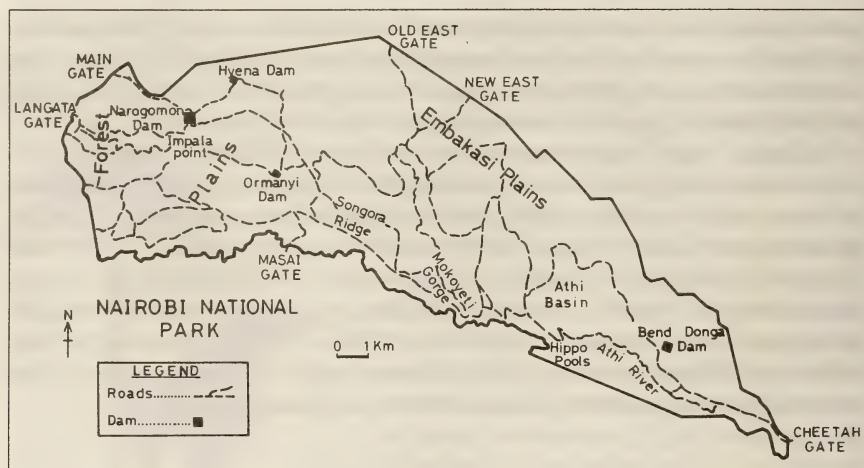 OLD EAST
GATE
MAIN
GATE
Hyena Dam
NEW EAST
GATE
LANGATA
GATE
Narogomona
Dam
Forest
Impala
point
Plains
Embakasi Plains
Ormanyi
Dam
Songora
Ridge
MASAI
GATE
Mokoyeti
Gorge
Athi
Basin
NAIROBI NATIONAL
PARK
N
0 1 Km
Bend Donga
Dam
Hippo
Pools
Athi River
LEGEND
Roads
Dam
CHEETAH
GATE